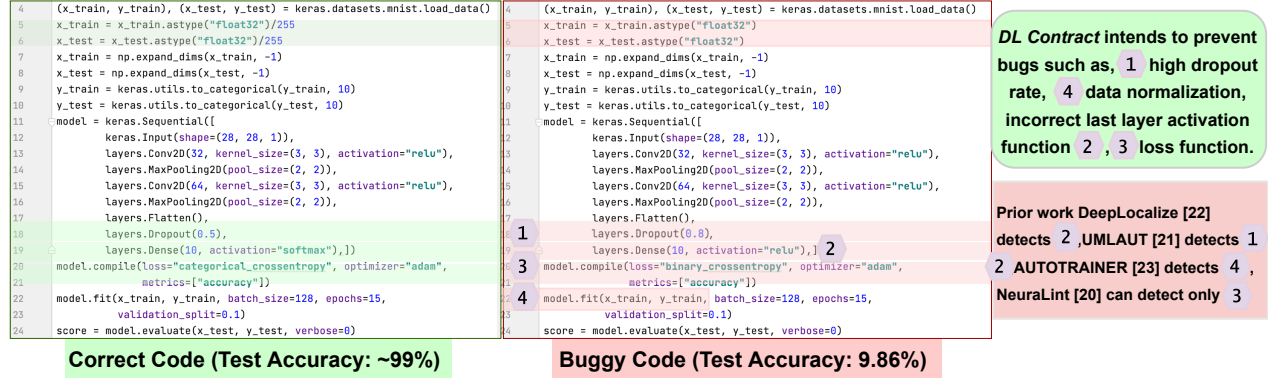 4 (x_train, y_train), (x_test, y_test) = keras.datasets.mnist.load_data()
5 x_train = x_train.astype("float32")/255
6 x_test = x_test.astype("float32")/255
7 x_train = np.expand_dims(x_train, -1)
8 x_test = np.expand_dims(x_test, -1)
9 y_train = keras.utils.to_categorical(y_train, 10)
10 y_test = keras.utils.to_categorical(y_test, 10)
11 model = keras.Sequential([
12 keras.Input(shape=(28, 28, 1)),
13 layers.Conv2D(32, kernel_size=(3, 3), activation="relu"),
14 layers.MaxPooling2D(pool_size=(2, 2)),
15 layers.Conv2D(64, kernel_size=(3, 3), activation="relu"),
16 layers.MaxPooling2D(pool_size=(2, 2)),
17 layers.Flatten(),
18 layers.Dropout(0.5),
19 layers.Dense(10, activation="softmax"),])
20 model.compile(loss="categorical_crossentropy", optimizer="adam",
21 metrics=["accuracy"])
22 model.fit(x_train, y_train, batch_size=128, epochs=15,
23 validation_split=0.1)
24 score = model.evaluate(x_test, y_test, verbose=0)
Correct Code (Test Accuracy: ~99%)
4 (x_train, y_train), (x_test, y_test) = keras.datasets.mnist.load_data()
5 x_train = x_train.astype("float32")
6 x_test = x_test.astype("float32")
7 x_train = np.expand_dims(x_train, -1)
8 x_test = np.expand_dims(x_test, -1)
9 y_train = keras.utils.to_categorical(y_train, 10)
10 y_test = keras.utils.to_categorical(y_test, 10)
11 model = keras.Sequential([
12 keras.Input(shape=(28, 28, 1)),
13 layers.Conv2D(32, kernel_size=(3, 3), activation="relu"),
14 layers.MaxPooling2D(pool_size=(2, 2)),
15 layers.Conv2D(64, kernel_size=(3, 3), activation="relu"),
16 layers.MaxPooling2D(pool_size=(2, 2)),
17 layers.Flatten(),
1 layers.Dropout(0.8),
19 layers.Dense(10, activation="relu"),] 2
3 model.compile(loss="binary_crossentropy", optimizer="adam",
21 metrics=["accuracy"])
4 model.fit(x_train, y_train, batch_size=128, epochs=15,
23 validation_split=0.1)
24 score = model.evaluate(x_test, y_test, verbose=0)
Buggy Code (Test Accuracy: 9.86%)
DL Contract intends to prevent
bugs such as, 1 high dropout
rate, 4 data normalization,
incorrect last layer activation
function 2 , 3 loss function.
Prior work DeepLocalize [22]
detects 2 ,UMLAUT [21] detects 1
2 AUTOTRAINER [23] detects 4 ,
NeuraLint [20] can detect only 3